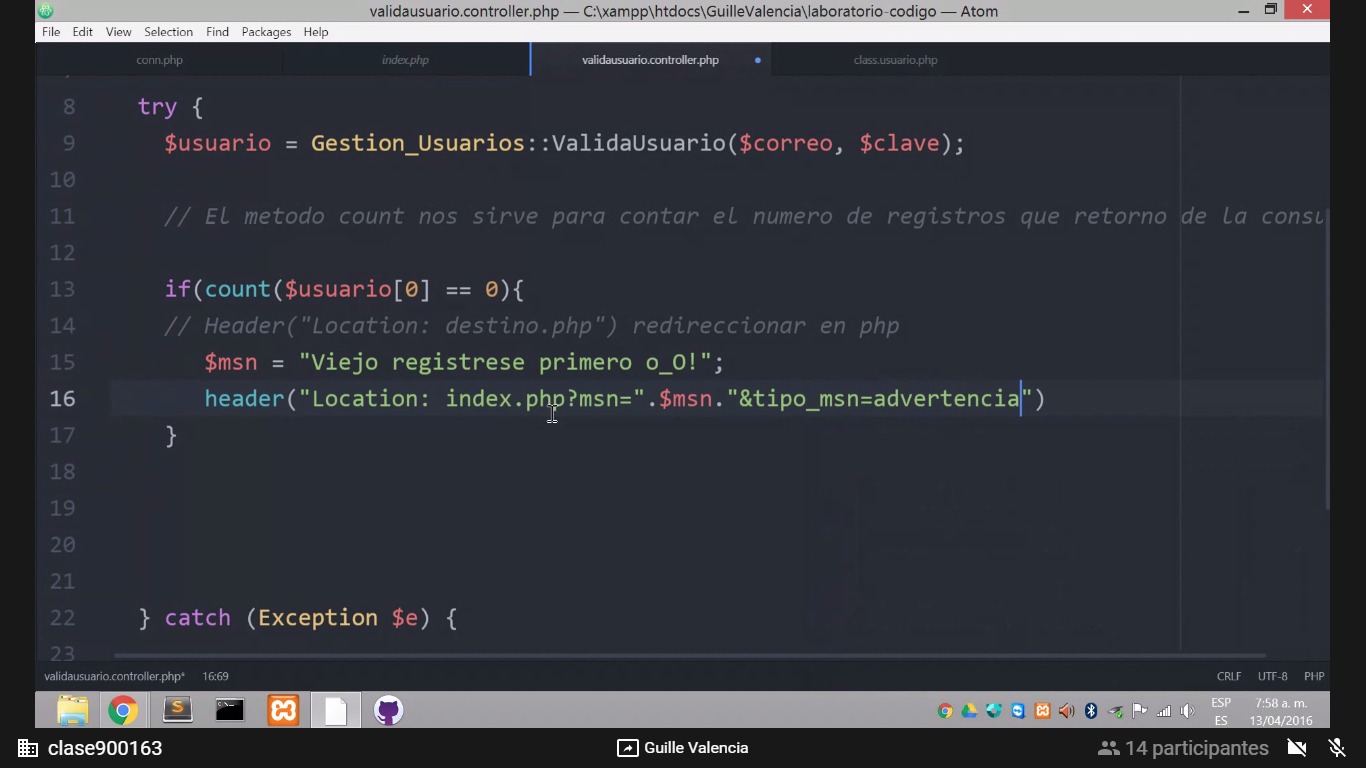 validausuario.controller.php — C:\xampp\htdocs\GuilleValencia\laboratorio-codigo — Atom
File Edit View Selection Find Packages Help
conn.php index.php validausuario.controller.php class.usuario.php
8 try {
9 $usuario = Gestion_Usuarios::ValidaUsuario($correo, $clave);
10
11 // El metodo count nos sirve para contar el numero de registros que retorno de la consu
12
13 if(count($usuario[0] == 0){
14 // Header("Location: destino.php") redireccionar en php
15 $msn = "Viejo registrese primero o_O!";
16 header("Location: index.php?msn=".$msn."&tipo_msn=advertencia")
17 }
18
19
20
21
22 } catch (Exception $e) {
23
validausuario.controller.php* 16:69 CRLF UTF-8 PHP
ESP 7:58 a. m.
ES 13/04/2016
clase900163 Guille Valencia 14 participantes